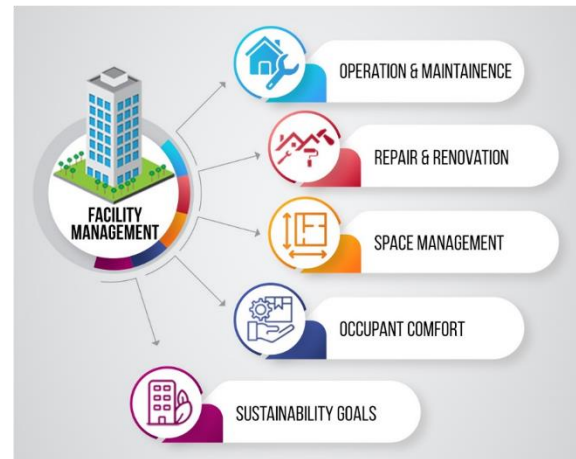 OPERATION & MAINTAINENCE
REPAIR & RENOVATION
FACILITY
MANAGEMENT
SPACE MANAGEMENT
OCCUPANT COMFORT
SUSTAINABILITY GOALS